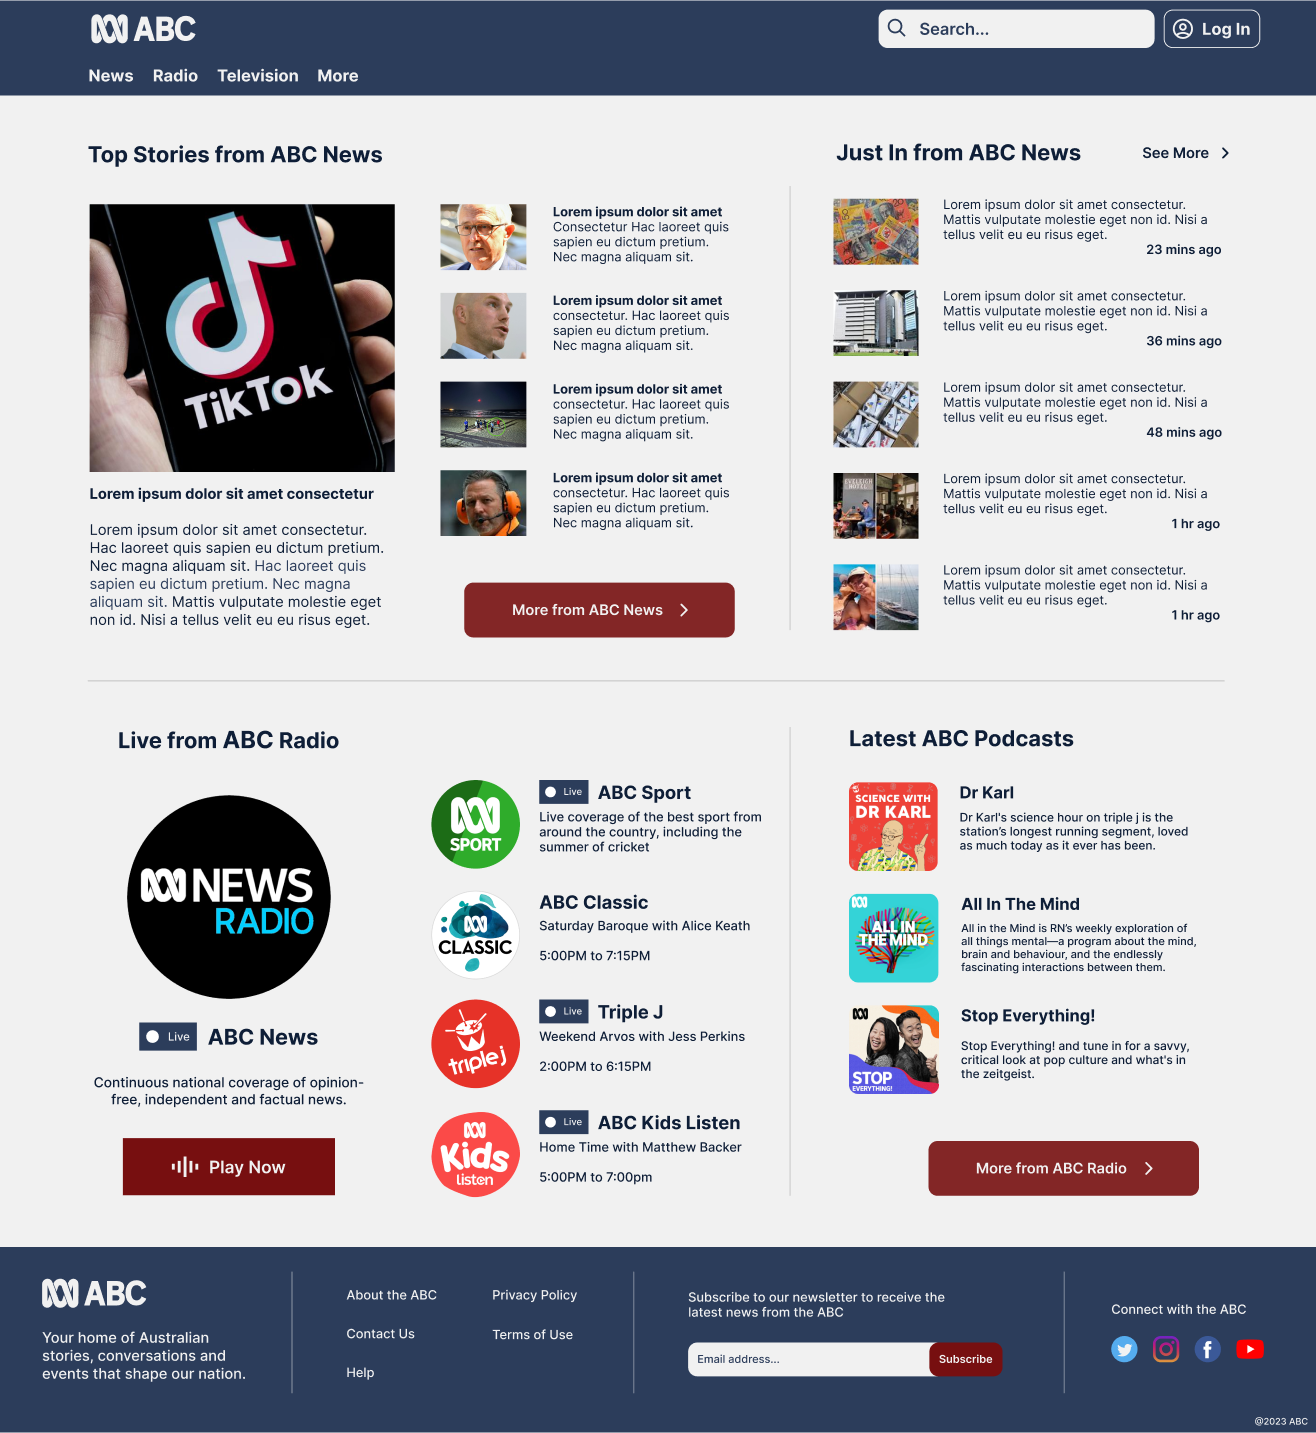 ABC
Search...
Log In
News Radio Television More
Top Stories from ABC News
TikTok
Lorem ipsum dolor sit amet consectetur
Lorem ipsum dolor sit amet consectetur.
Hac laoreet quis sapien eu dictum pretium.
Nec magna aliquam sit. Hac laoreet quis
sapien eu dictum pretium. Nec magna
aliquam sit. Mattis vulputate molestie eget
non id. Nisi a tellus velit eu eu risus eget.
Lorem ipsum dolor sit amet
Consectetur Hac laoreet quis
sapien eu dictum pretium.
Nec magna aliquam sit.
Lorem ipsum dolor sit amet
consectetur. Hac laoreet quis
sapien eu dictum pretium.
Nec magna aliquam sit.
Lorem ipsum dolor sit amet
consectetur. Hac laoreet quis
sapien eu dictum pretium.
Nec magna aliquam sit.
Lorem ipsum dolor sit amet
consectetur. Hac laoreet quis
sapien eu dictum pretium.
Nec magna aliquam sit.
More from ABC News
Just In from ABC News
See More
Lorem ipsum dolor sit amet consectetur.
Mattis vulputate molestie eget non id. Nisi a
tellus velit eu eu risus eget.
23 mins ago
Lorem ipsum dolor sit amet consectetur.
Mattis vulputate molestie eget non id. Nisi a
tellus velit eu eu risus eget.
36 mins ago
Lorem ipsum dolor sit amet consectetur.
Mattis vulputate molestie eget non id. Nisi a
tellus velit eu eu risus eget.
48 mins ago
EVELEIGH
HOTEL
Lorem ipsum dolor sit amet consectetur.
Mattis vulputate molestie eget non id. Nisi a
tellus velit eu eu risus eget.
1 hr ago
Lorem ipsum dolor sit amet consectetur.
Mattis vulputate molestie eget non id. Nisi a
tellus velit eu eu risus eget.
1 hr ago
Live from ABC Radio
NEWS
RADIO
Live ABC News
Continuous national coverage of opinion-
free, independent and factual news.
Play Now
SPORT
Live ABC Sport
Live coverage of the best sport from
around the country, including the
summer of cricket
CLASSIC
ABC Classic
Saturday Baroque with Alice Keath
5:00PM to 7:15PM
triple j
Live Triple J
Weekend Arvos with Jess Perkins
2:00PM to 6:15PM
Kids
listen
Live ABC Kids Listen
Home Time with Matthew Backer
5:00PM to 7:00pm
Latest ABC Podcasts
SCIENCE WITH
DR KARL
Dr Karl
Dr Karl's science hour on triple j is the
station's longest running segment, loved
as much today as it ever has been.
ALL IN
THE MIND
All In The Mind
All in the Mind is RN's weekly exploration of
all things mental—a program about the mind,
brain and behaviour, and the endlessly
fascinating interactions between them.
STOP
EVERYTHING!
Stop Everything!
Stop Everything! and tune in for a savvy,
critical look at pop culture and what's in
the zeitgeist.
More from ABC Radio
ABC
Your home of Australian
stories, conversations and
events that shape our nation.
About the ABC
Contact Us
Help
Privacy Policy
Terms of Use
Subscribe to our newsletter to receive the
latest news from the ABC
Email address...
Subscribe
Connect with the ABC
@2023 ABC